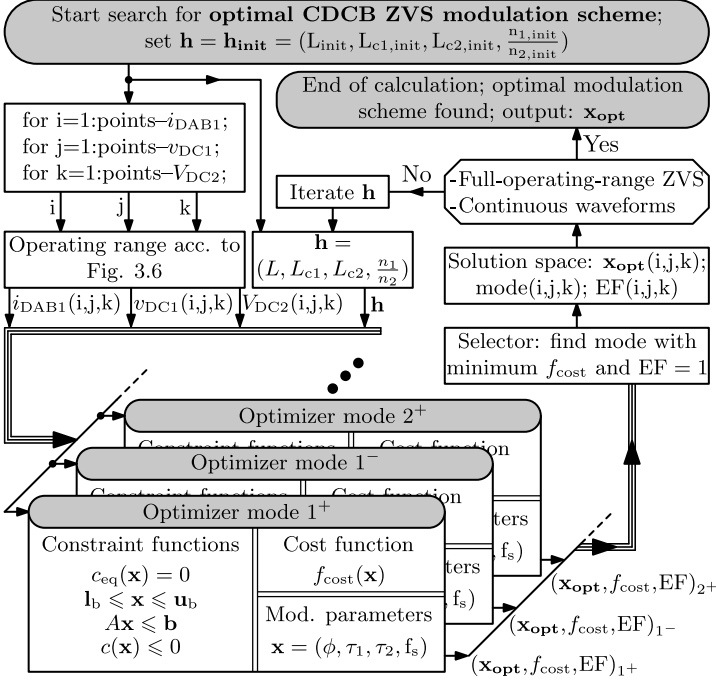 Start search for optimal CDCB ZVS modulation scheme;
set h = h_init = (L_init, L_c1,init, L_c2,init, n_1,init/n_2,init)
End of calculation; optimal modulation
scheme found; output: x_opt
for i=1:points–i_DAB1;
for j=1:points–v_DC1;
for k=1:points–V_DC2;
i
j
k
Operating range acc. to
Fig. 3.6
i_DAB1(i,j,k)
v_DC1(i,j,k)
V_DC2(i,j,k)
Iterate h
No
Yes
-Full-operating-range ZVS
-Continuous waveforms
h =
(L, L_c1, L_c2, n_1/n_2)
h
Solution space: x_opt(i,j,k);
mode(i,j,k); EF(i,j,k)
Selector: find mode with
minimum f_cost and EF = 1
Optimizer mode 2⁺
Constraint functions
Cost function
Optimizer mode 1⁻
Constraint functions
Cost function
ters
, f_s)
Optimizer mode 1⁺
Constraint functions
c_eq(x) = 0
l_b ⩽ x ⩽ u_b
Ax ⩽ b
c(x) ⩽ 0
Cost function
f_cost(x)
Mod. parameters
x = (ϕ, τ_1, τ_2, f_s)
ters
, f_s)
(x_opt, f_cost, EF)_2⁺
(x_opt, f_cost, EF)_1⁻
(x_opt, f_cost, EF)_1⁺